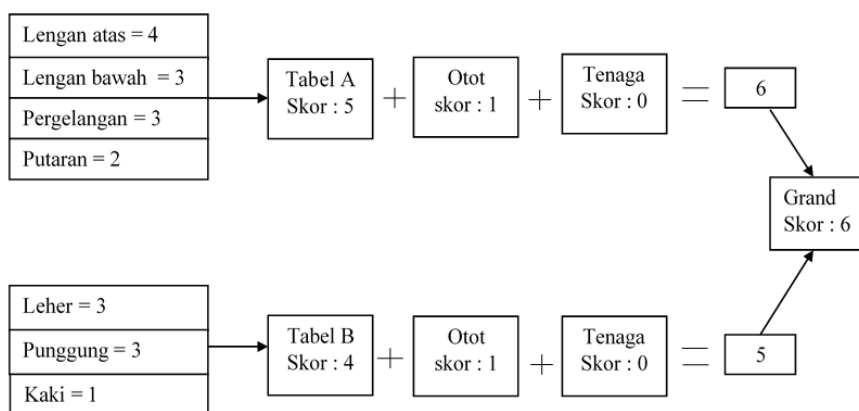 Lengan atas = 4
Lengan bawah = 3
Pergelangan = 3
Putaran = 2
Tabel A
Skor : 5
+
Otot
skor : 1
+
Tenaga
Skor : 0
=
6
Grand
Skor : 6
Leher = 3
Punggung = 3
Kaki = 1
Tabel B
Skor : 4
+
Otot
skor : 1
+
Tenaga
Skor : 0
=
5